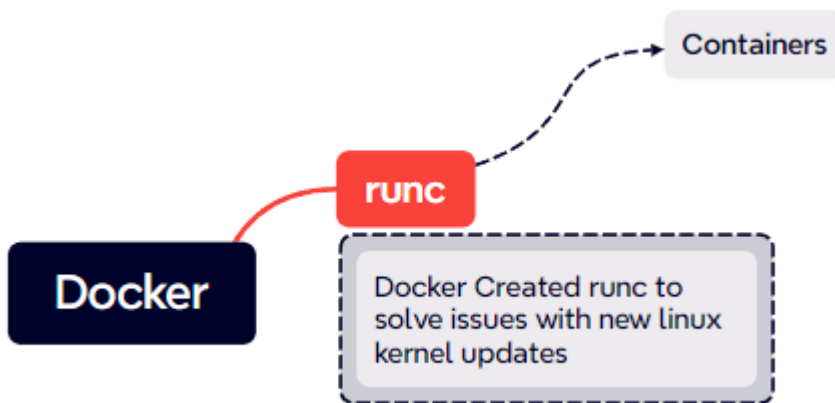 Containers
runc
Docker
Docker Created runc to
solve issues with new linux
kernel updates